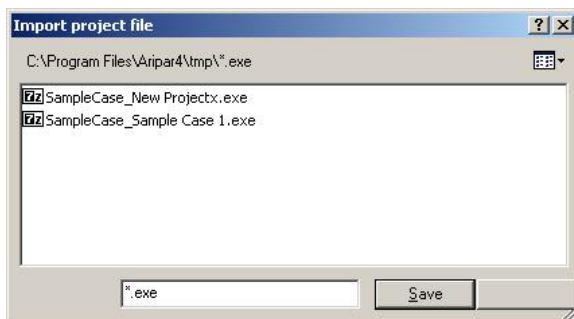 Import project file
C:\Program Files\Aripar4\tmp\*.exe
SampleCase_New Projectx.exe
SampleCase_Sample Case 1.exe
*.exe
Save